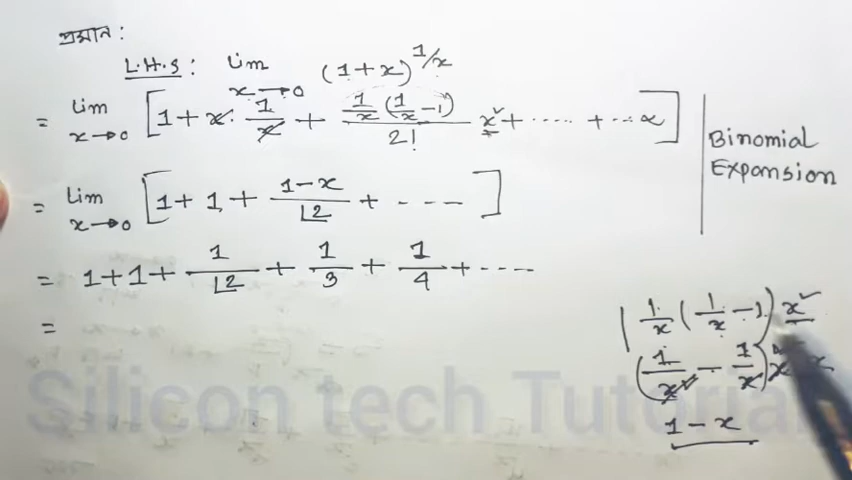 প্রমান :
L.H.S : lim x→0 (1+x)^1/x
= lim x→0 [1 + x · 1/x + 1/x (1/x − 1) / 2! x² + ..... + ... ∝]
Binomial
Expansion
= lim x→0 [1 + 1 + (1−x)/⌊2 + - - - -]
= 1 + 1 + 1/⌊2 + 1/3 + 1/4 + - - - -
=
1/x (1/x − 1) x²
(1/x² − 1/x)
1 − x
Silicon tech Tutorial